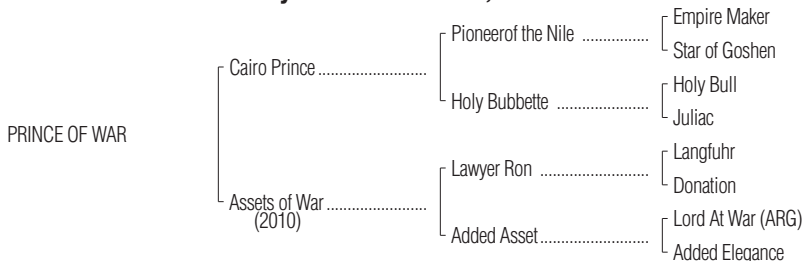 Empire Maker
Pioneerof the Nile ................
Star of Goshen
Cairo Prince ..........................
Holy Bull
Holy Bubbette ......................
Juliac
PRINCE OF WAR
Langfuhr
Lawyer Ron ..........................
Donation
Assets of War ........................
(2010)
Lord At War (ARG)
Added Asset..........................
Added Elegance